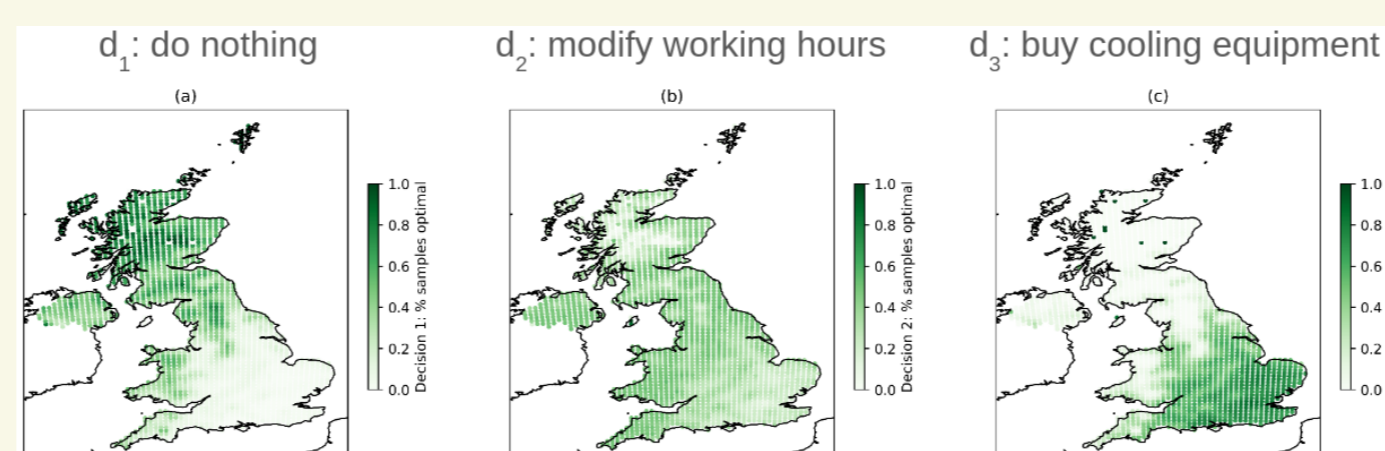 d1: do nothing
d2: modify working hours
d3: buy cooling equipment
(a)
(b)
(c)
1.0
0.8
0.6
0.4
0.2
0.0
Decision 1: % samples optimal
1.0
0.8
0.6
0.4
0.2
0.0
Decision 2: % samples optimal
1.0
0.8
0.6
0.4
0.2
0.0